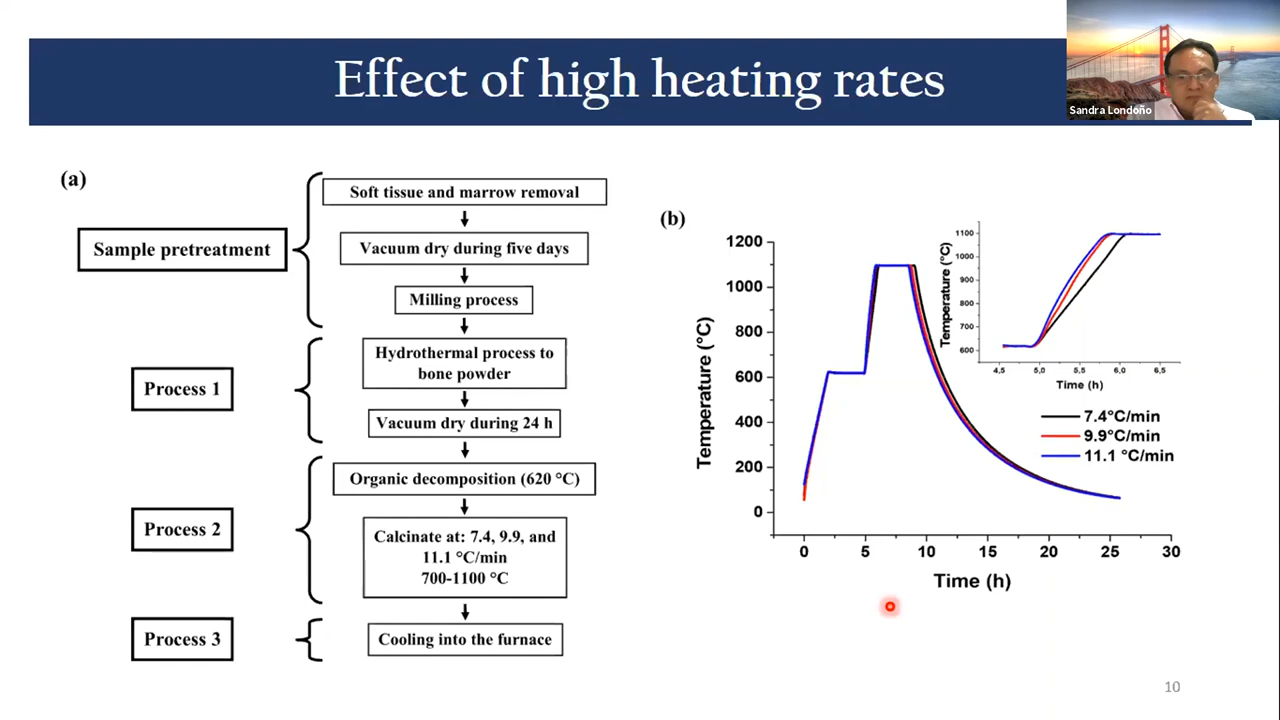 Effect of high heating rates
Sandra Londoño
(a)
Sample pretreatment
Soft tissue and marrow removal
Vacuum dry during five days
Milling process
Process 1
Hydrothermal process to
bone powder
Vacuum dry during 24 h
Process 2
Organic decomposition (620 °C)
Calcinate at: 7.4, 9.9, and
11.1 °C/min
700-1100 °C
Process 3
Cooling into the furnace
(b)
Temperature (°C)
1200
1000
800
600
400
200
0
0 5 10 15 20 25 30
Time (h)
Temperature (°C)
1100
1000
900
800
700
600
4,5 5,0 5,5 6,0 6,5
Time (h)
7.4°C/min
9.9°C/min
11.1 °C/min
10